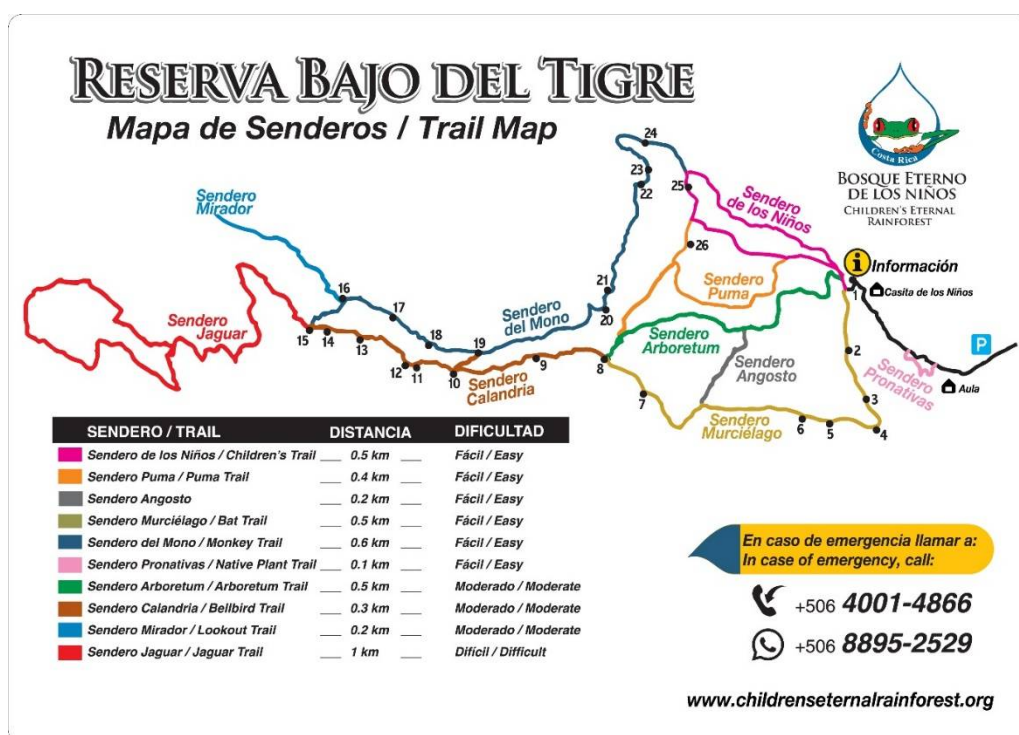 RESERVA BAJO DEL TIGRE
Mapa de Senderos / Trail Map
Costa Rica
BOSQUE ETERNO
DE LOS NIÑOS
CHILDREN'S ETERNAL
RAINFOREST
Sendero
Mirador
Sendero
de los Niños
Sendero
Jaguar
Sendero
del Mono
Sendero
Puma
Sendero
Arboretum
Sendero
Angosto
Sendero
Calandria
Sendero
Murciélago
Sendero
Pronativas
i Información
Casita de los Niños
P
Aula
1
2
3
4
5
6
7
8
9
10
11
12
13
14
15
16
17
18
19
20
21
22
23
24
25
26
SENDERO / TRAIL DISTANCIA DIFICULTAD
Sendero de los Niños / Children's Trail ___ 0.5 km ___ Fácil / Easy
Sendero Puma / Puma Trail ___ 0.4 km ___ Fácil / Easy
Sendero Angosto ___ 0.2 km ___ Fácil / Easy
Sendero Murciélago / Bat Trail ___ 0.5 km ___ Fácil / Easy
Sendero del Mono / Monkey Trail ___ 0.6 km ___ Fácil / Easy
Sendero Pronativas / Native Plant Trail ___ 0.1 km ___ Fácil / Easy
Sendero Arboretum / Arboretum Trail ___ 0.5 km ___ Moderado / Moderate
Sendero Calandria / Bellbird Trail ___ 0.3 km ___ Moderado / Moderate
Sendero Mirador / Lookout Trail ___ 0.2 km ___ Moderado / Moderate
Sendero Jaguar / Jaguar Trail ___ 1 km ___ Difícil / Difficult
En caso de emergencia llamar a:
In case of emergency, call:
+506 4001-4866
+506 8895-2529
www.childrenseternalrainforest.org